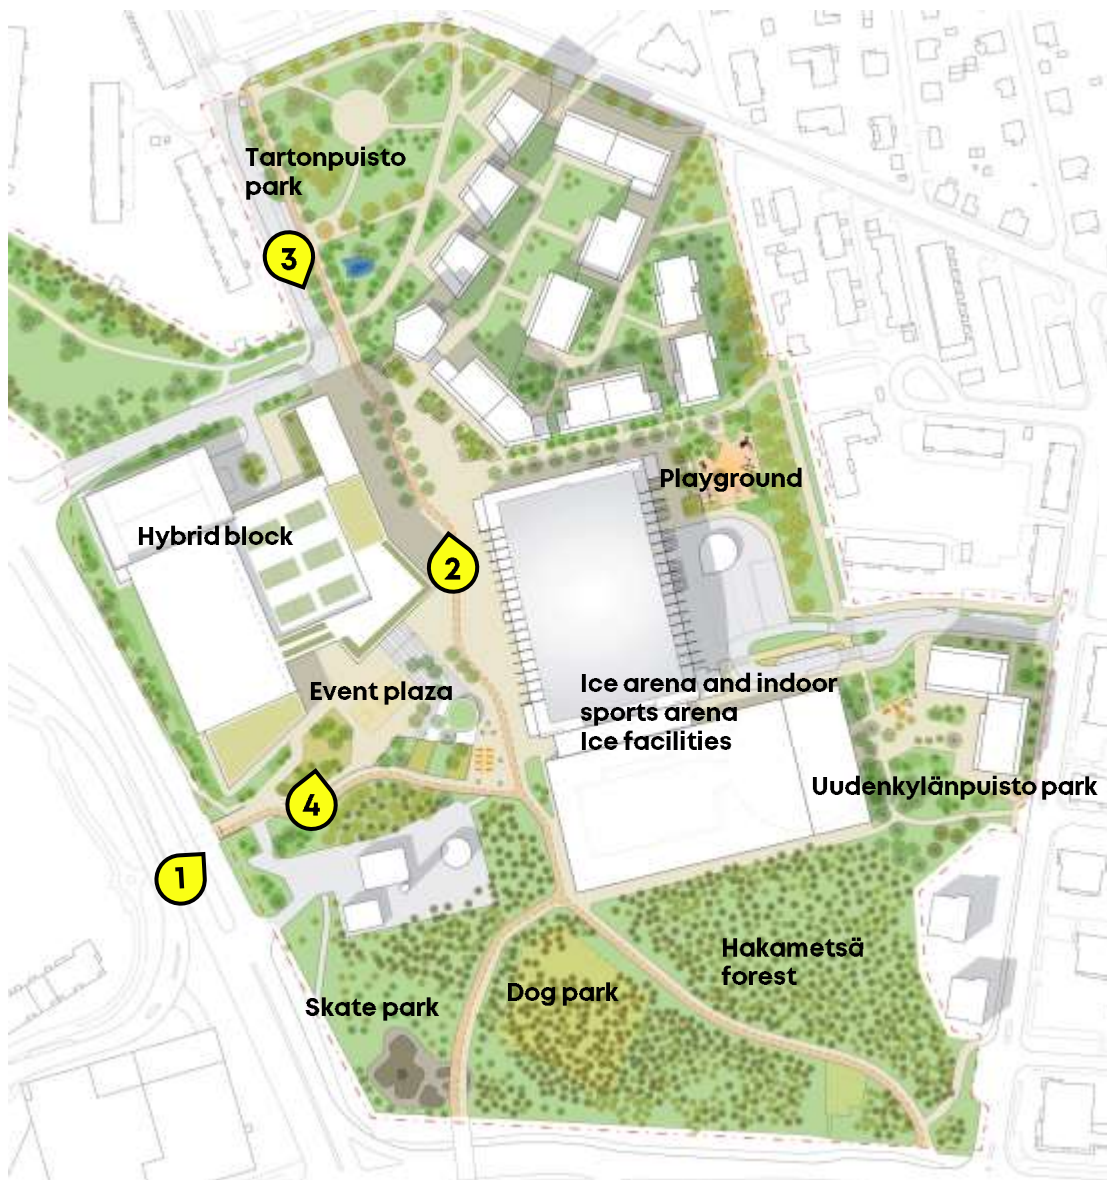 Tartonpuisto
park
3
Playground
Hybrid block
2
Ice arena and indoor
sports arena
Ice facilities
Event plaza
Uudenkylänpuisto park
4
1
Hakametsä
forest
Dog park
Skate park